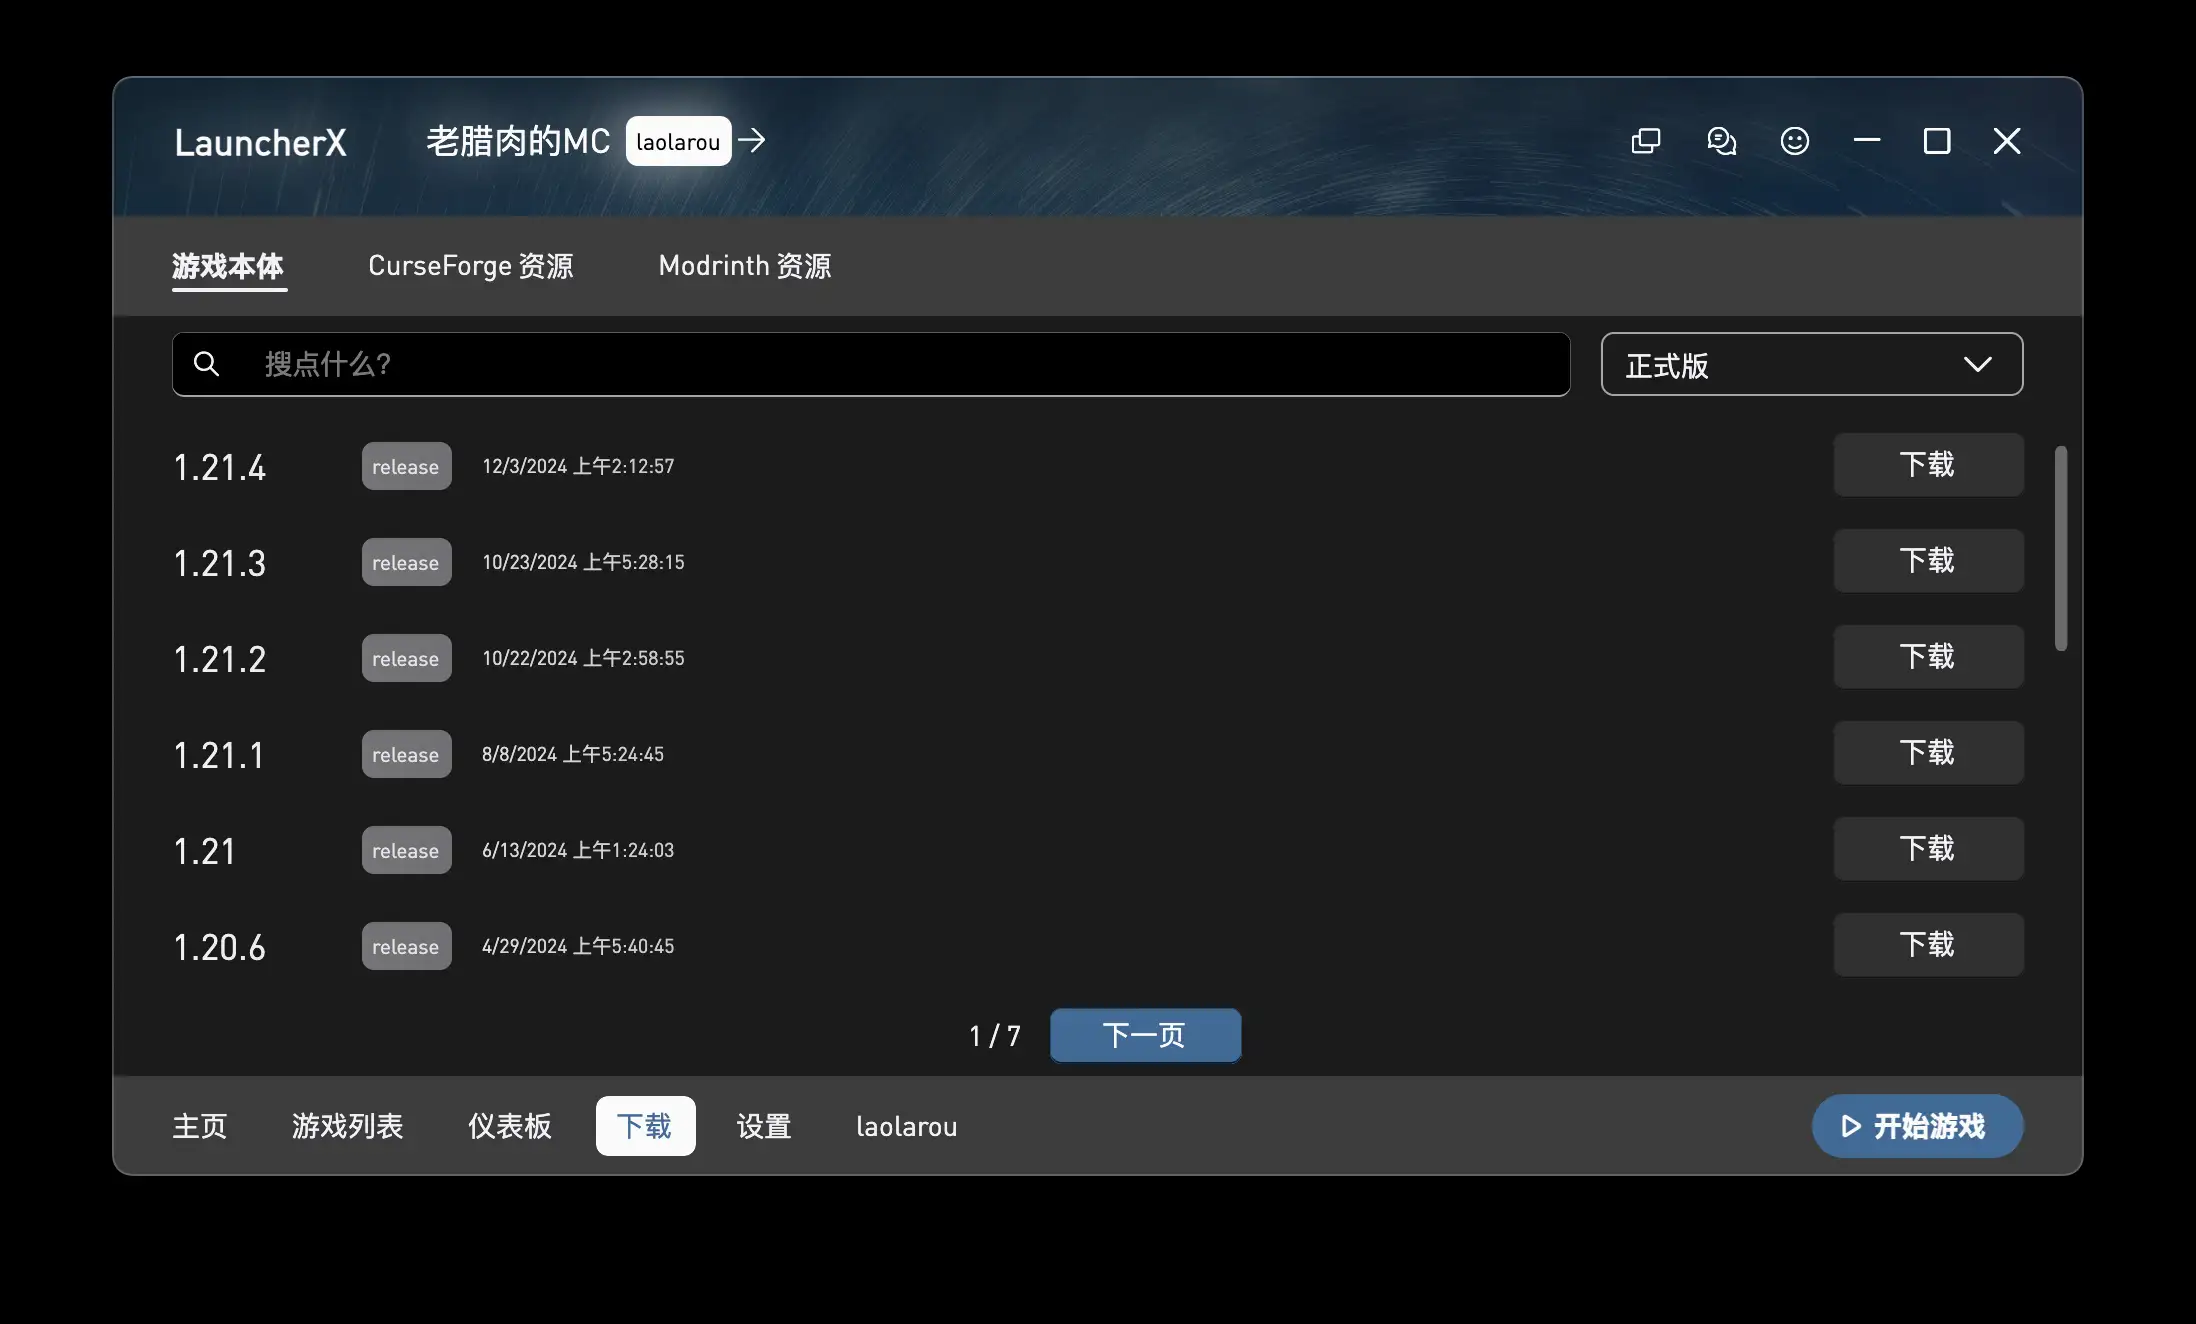 LauncherX 老腊肉的MC laolarou
游戏本体 CurseForge 资源 Modrinth 资源
搜点什么? 正式版
1.21.4 release 12/3/2024 上午2:12:57 下载
1.21.3 release 10/23/2024 上午5:28:15 下载
1.21.2 release 10/22/2024 上午2:58:55 下载
1.21.1 release 8/8/2024 上午5:24:45 下载
1.21 release 6/13/2024 上午1:24:03 下载
1.20.6 release 4/29/2024 上午5:40:45 下载
1 / 7 下一页
主页 游戏列表 仪表板 下载 设置 laolarou 开始游戏